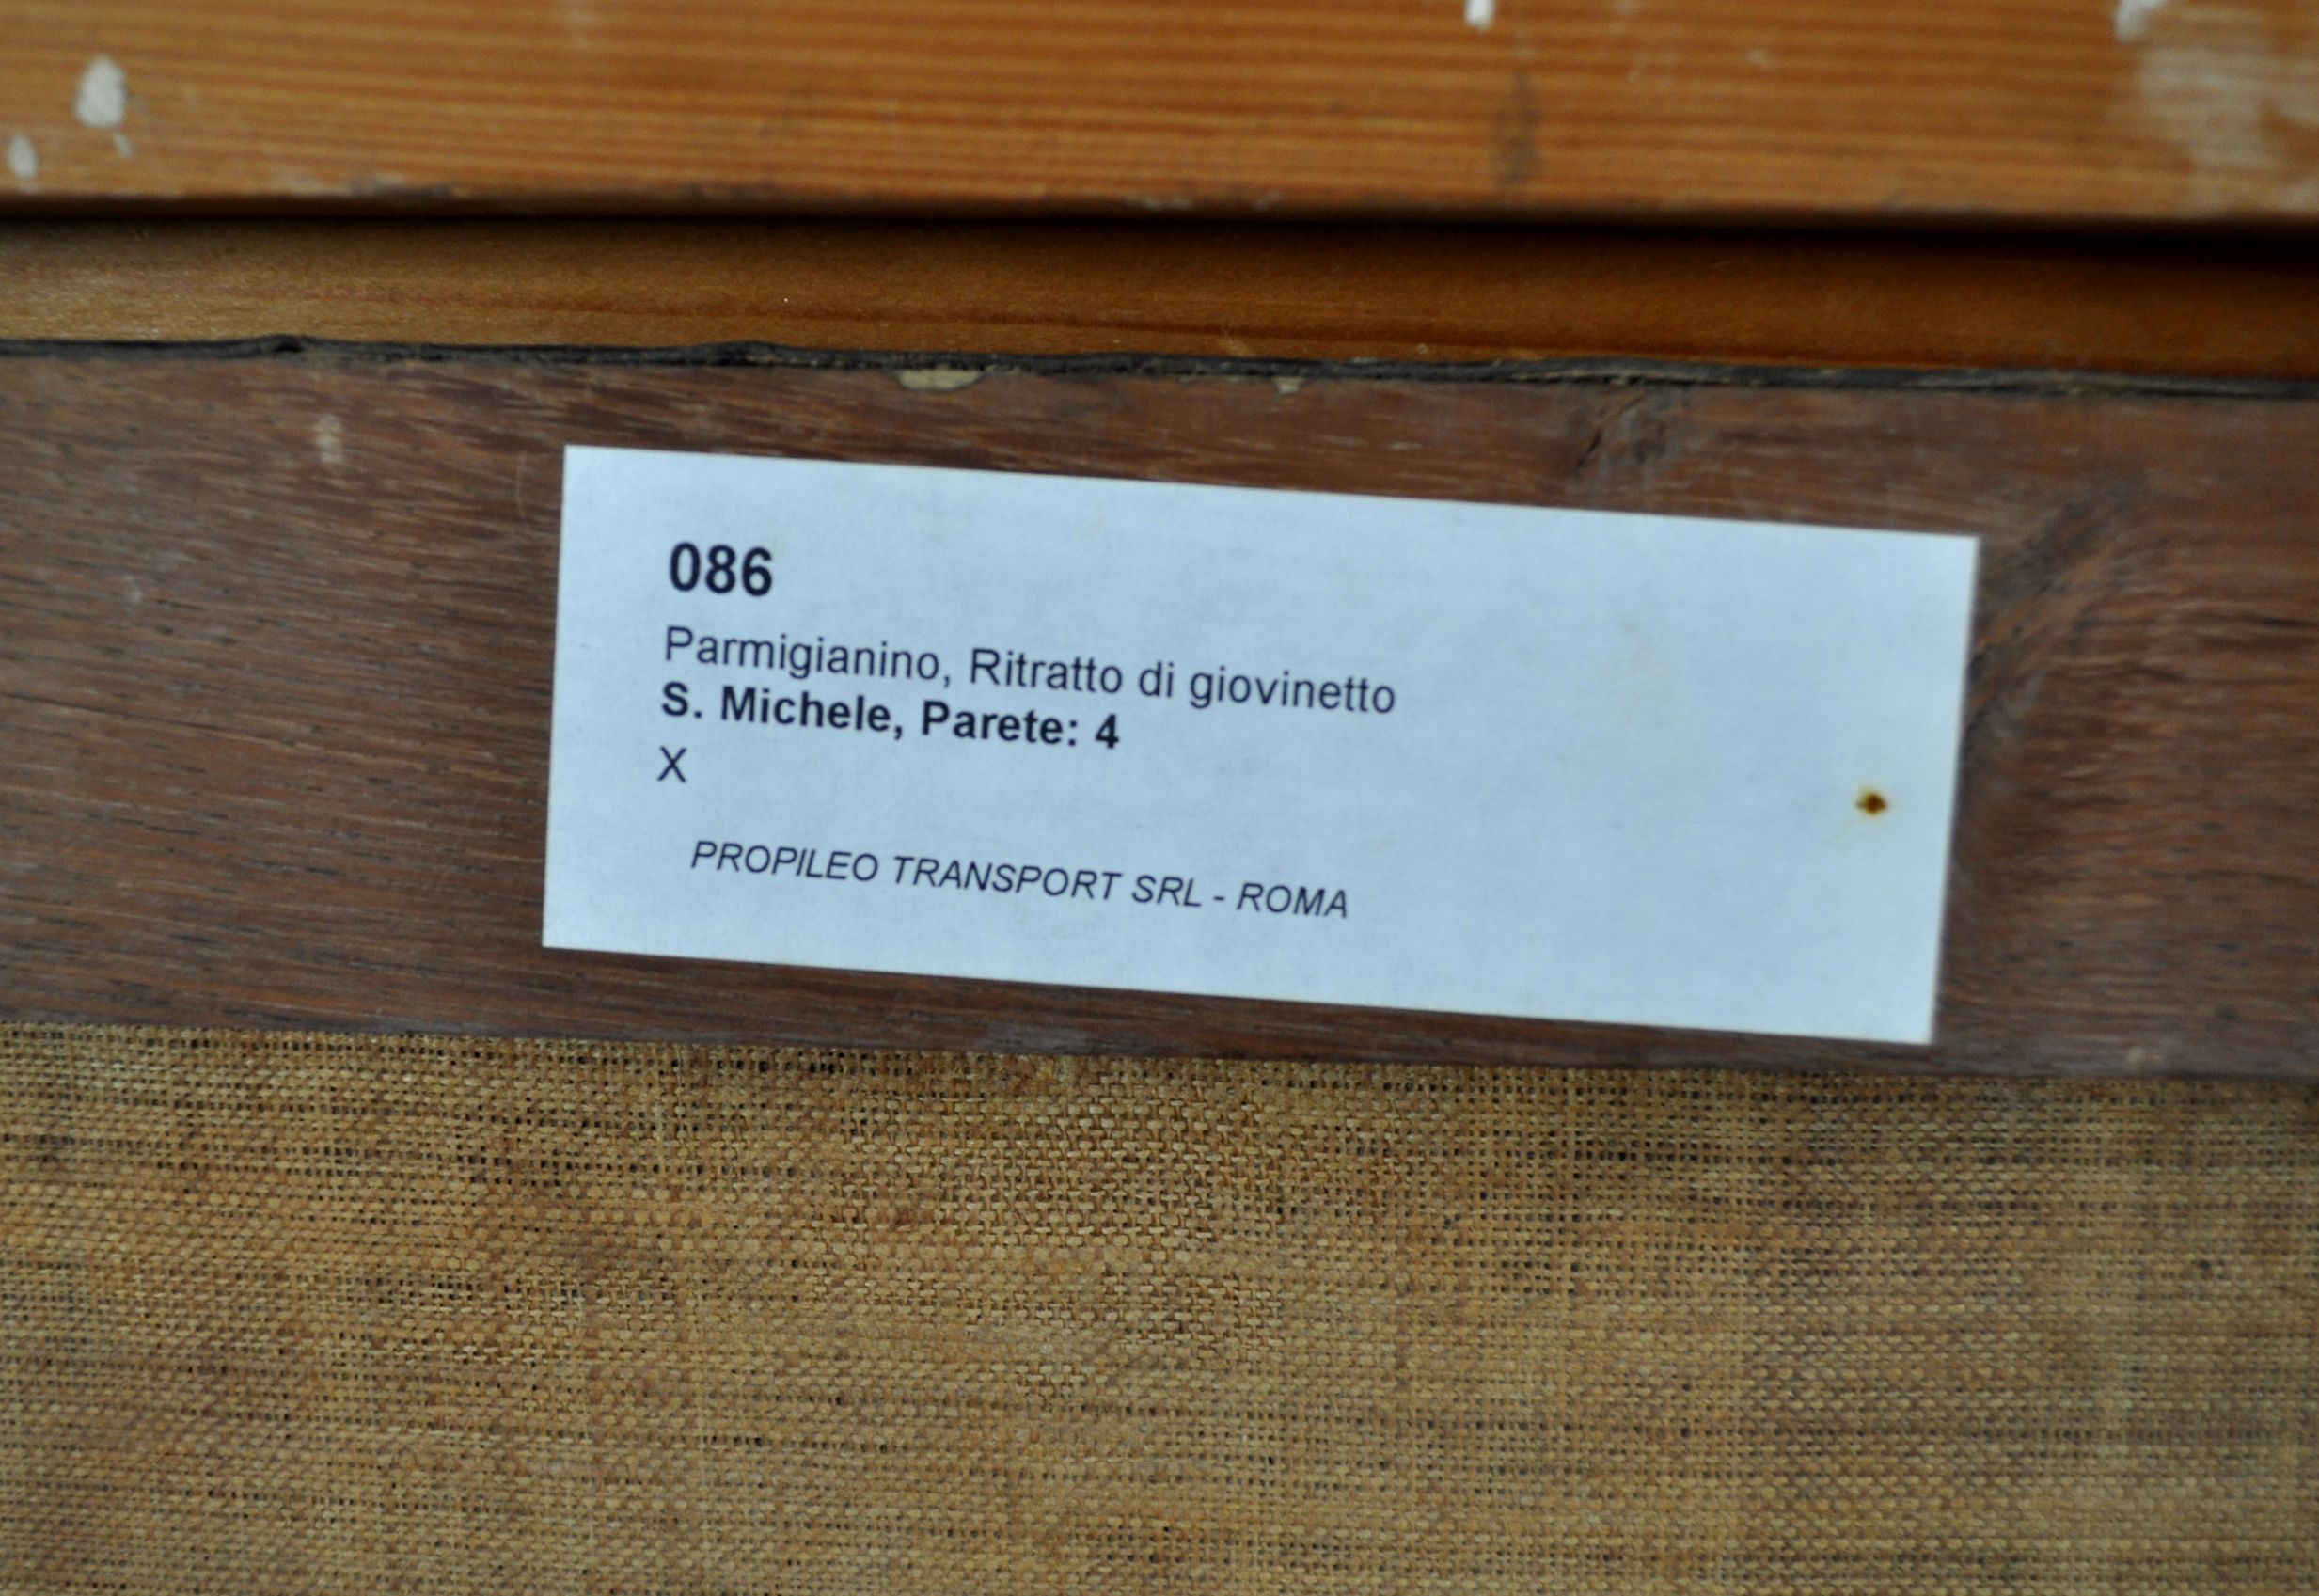 086
Parmigianino, Ritratto di giovinetto
S. Michele, Parete: 4
X
PROPILEO TRANSPORT SRL - ROMA